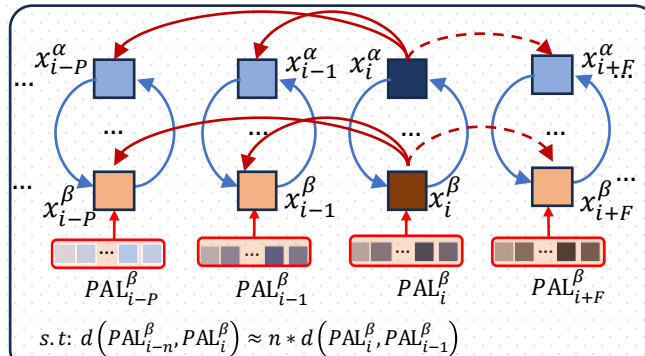 x_{i-P}^α x_{i-1}^α x_i^α x_{i+F}^α
... ...
... ... ... ...
... ...
x_{i-P}^β x_{i-1}^β x_i^β x_{i+F}^β
... ... ... ...
PAL_{i-P}^β PAL_{i-1}^β PAL_i^β PAL_{i+F}^β
s.t: d(PAL_{i-n}^β, PAL_i^β) ≈ n * d(PAL_i^β, PAL_{i-1}^β)